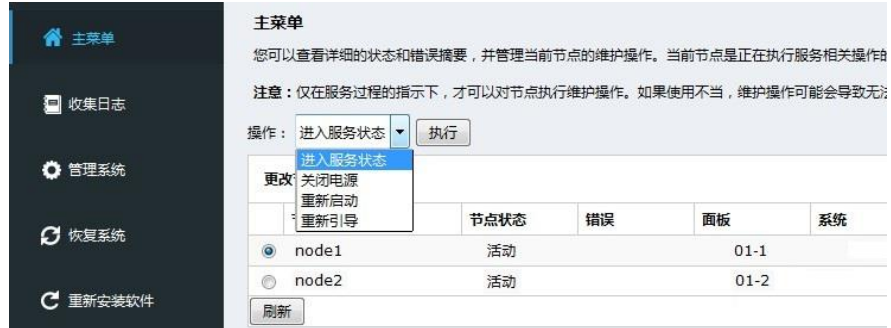 主菜单
收集日志
管理系统
恢复系统
重新安装软件
主菜单
您可以查看详细的状态和错误摘要，并管理当前节点的维护操作。当前节点是正在执行服务相关操作的
注意：仅在服务过程的指示下，才可以对节点执行维护操作。如果使用不当，维护操作可能会导致无法
操作： 进入服务状态 执行
进入服务状态
关闭电源
重新启动
重新引导
更改
节点状态 错误 面板 系统
node1 活动 01-1
node2 活动 01-2
刷新